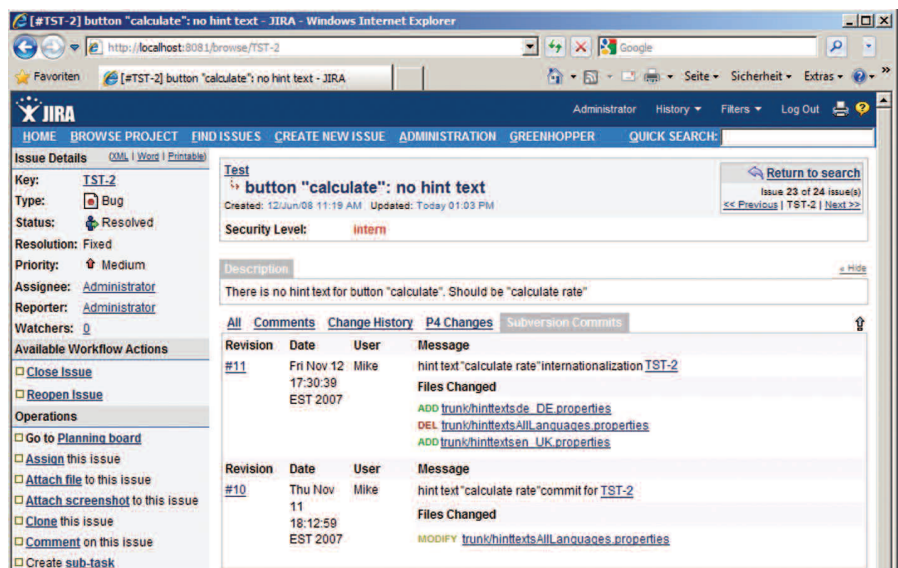 [#TST-2] button "calculate": no hint text - JIRA - Windows Internet Explorer
http://localhost:8081/browse/TST-2
Google
Favoriten
[#TST-2] button "calculate": no hint text - JIRA
Seite
Sicherheit
Extras
»
JIRA
Administrator History Filters Log Out
HOME BROWSE PROJECT FIND ISSUES CREATE NEW ISSUE ADMINISTRATION GREENHOPPER QUICK SEARCH:
Issue Details (XML | Word | Printable)
Key: TST-2
Type: Bug
Status: Resolved
Resolution: Fixed
Priority: Medium
Assignee: Administrator
Reporter: Administrator
Watchers: 0
Available Workflow Actions
Close Issue
Reopen Issue
Operations
Go to Planning board
Assign this issue
Attach file to this issue
Attach screenshot to this issue
Clone this issue
Comment on this issue
Create sub-task
Test
button "calculate": no hint text
Created: 12/Jun/08 11:19 AM Updated: Today 01:03 PM
Return to search
Issue 23 of 24 issue(s)
<< Previous | TST-2 | Next >>
Security Level: intern
Description
« Hide
There is no hint text for button "calculate". Should be "calculate rate"
All Comments Change History P4 Changes Subversion Commits
Revision Date User Message
#11 Fri Nov 12 Mike hint text "calculate rate"internationalization TST-2
17:30:39 Files Changed
EST 2007
ADD trunk/hinttextsde_DE.properties
DEL trunk/hinttextsAllLanguages.properties
ADD trunk/hinttextsen_UK.properties
Revision Date User Message
#10 Thu Nov Mike hint text "calculate rate"commit for TST-2
11
18:12:59 Files Changed
EST 2007
MODIFY trunk/hinttextsAllLanguages.properties